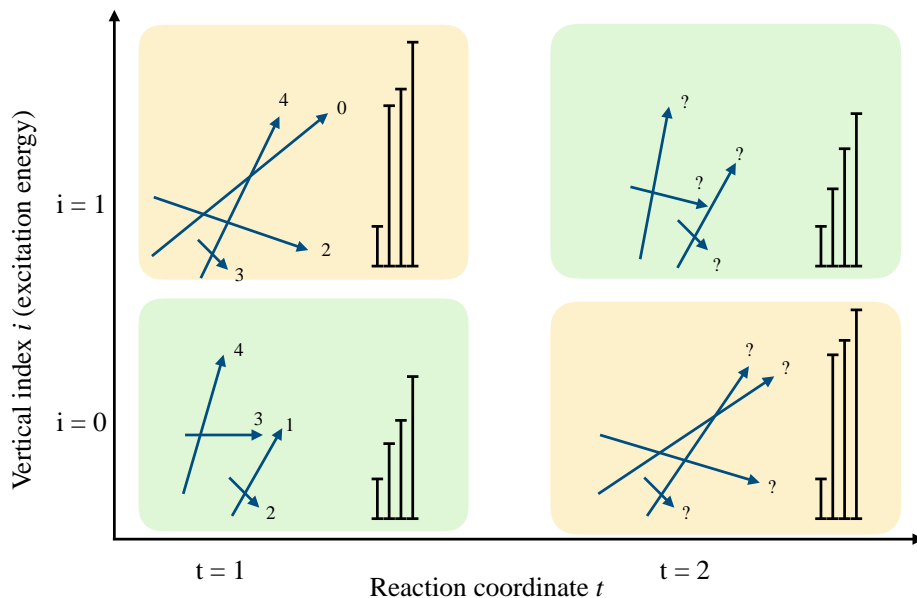 Vertical index i (excitation energy)
i = 1
i = 0
4
0
2
3
?
?
?
?
4
3
1
2
?
?
?
?
t = 1
t = 2
Reaction coordinate t